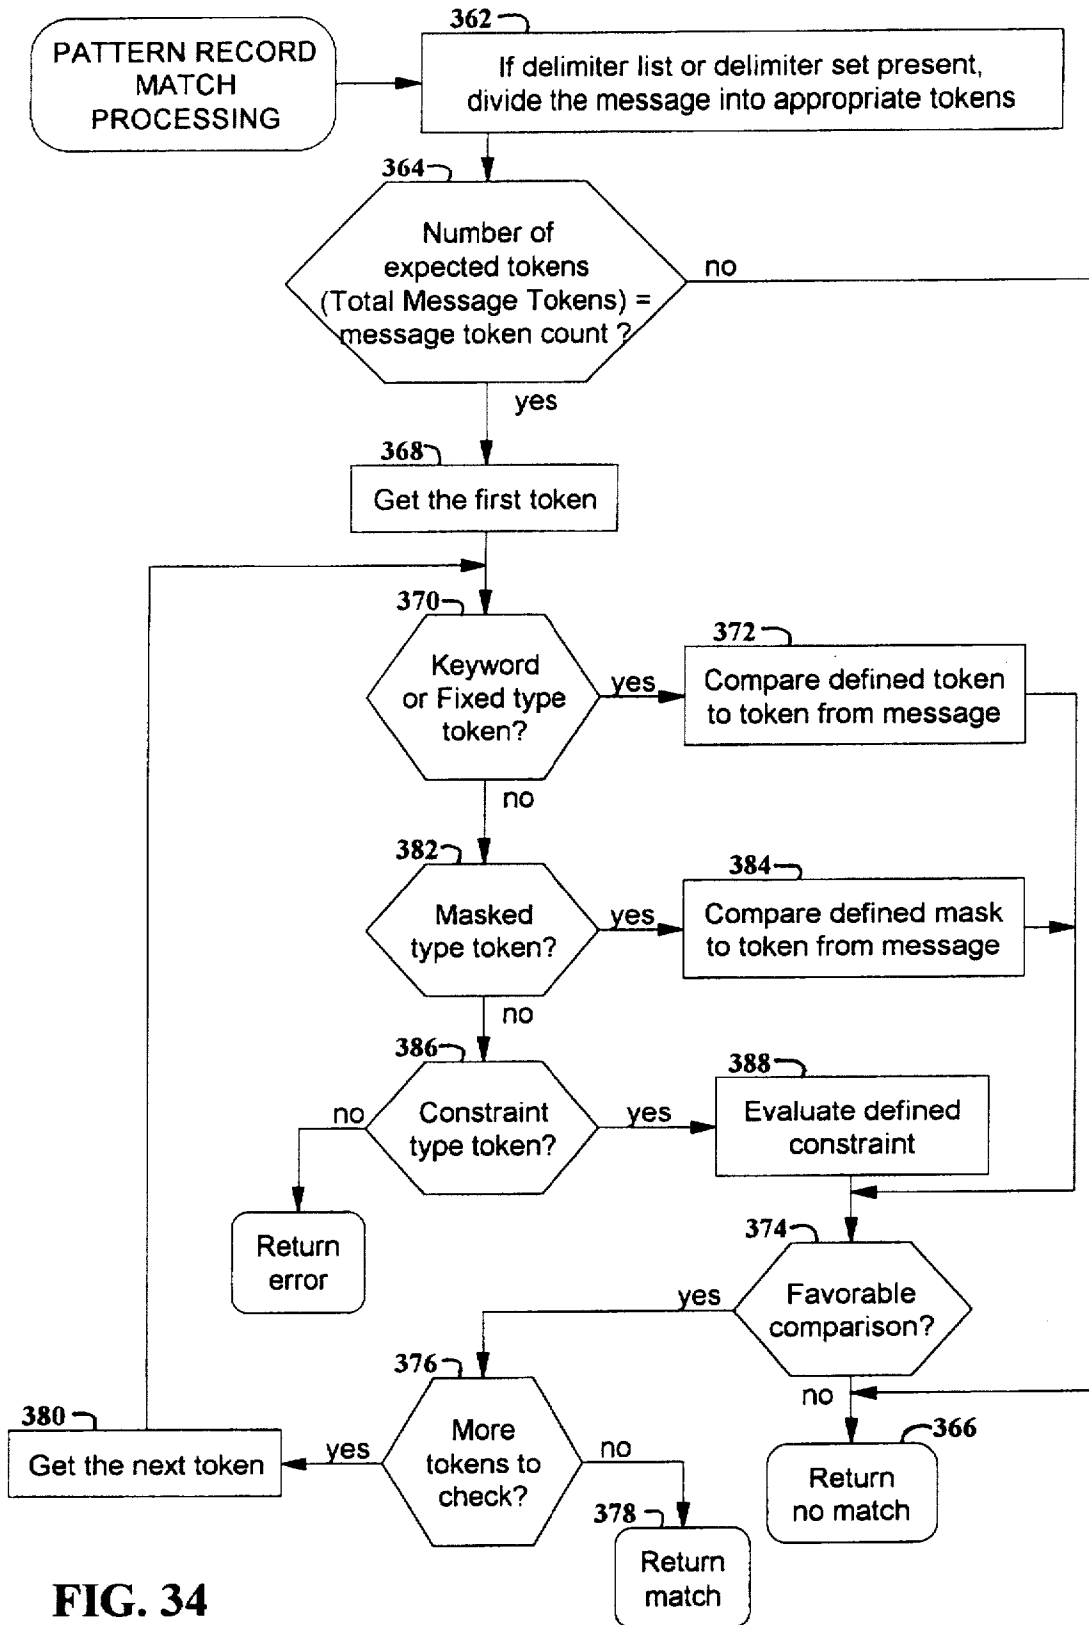 PATTERN RECORD
MATCH
PROCESSING
362
If delimiter list or delimiter set present,
divide the message into appropriate tokens
364
Number of
expected tokens
(Total Message Tokens) =
message token count ?
no
yes
368
Get the first token
370
Keyword
or Fixed type
token?
yes
372
Compare defined token
to token from message
no
382
Masked
type token?
yes
384
Compare defined mask
to token from message
no
386
Constraint
type token?
no
yes
388
Evaluate defined
constraint
Return
error
374
Favorable
comparison?
yes
no
376
More
tokens to
check?
yes
no
380
Get the next token
366
Return
no match
378
Return
match
FIG. 34